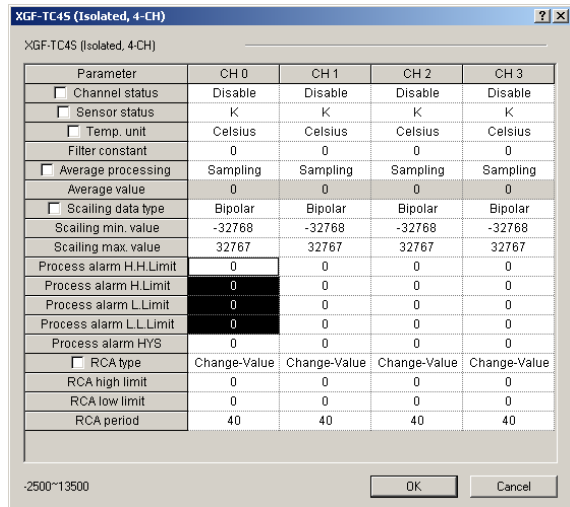 XGF-TC4S (Isolated, 4-CH)
XGF-TC4S (Isolated, 4-CH)
Parameter CH 0 CH 1 CH 2 CH 3
Channel status Disable Disable Disable Disable
Sensor status K K K K
Temp. unit Celsius Celsius Celsius Celsius
Filter constant 0 0 0 0
Average processing Sampling Sampling Sampling Sampling
Average value 0 0 0 0
Scailing data type Bipolar Bipolar Bipolar Bipolar
Scailing min. value -32768 -32768 -32768 -32768
Scailing max. value 32767 32767 32767 32767
Process alarm H.H.Limit 0 0 0 0
Process alarm H.Limit 0 0 0 0
Process alarm L.Limit 0 0 0 0
Process alarm L.L.Limit 0 0 0 0
Process alarm HYS 0 0 0 0
RCA type Change-Value Change-Value Change-Value Change-Value
RCA high limit 0 0 0 0
RCA low limit 0 0 0 0
RCA period 40 40 40 40
-2500~13500 OK Cancel